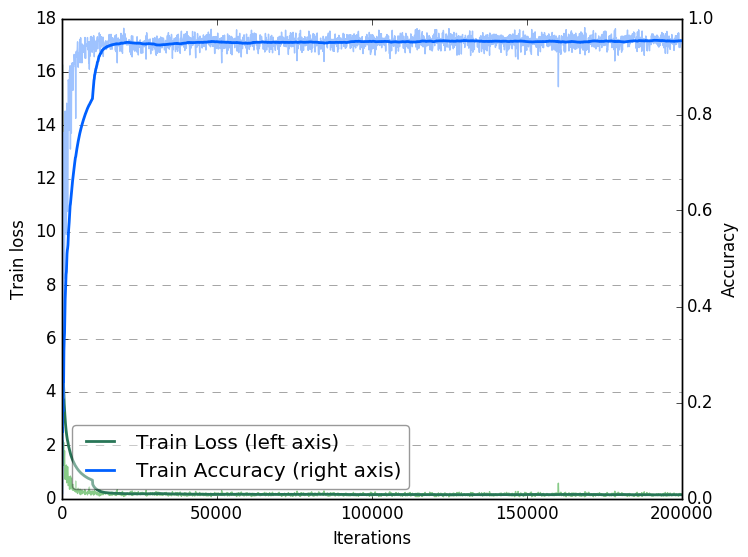 18
16
14
12
10
8
6
4
2
0
Train loss
1.0
0.8
0.6
0.4
0.2
0.0
Accuracy
Train Loss (left axis)
Train Accuracy (right axis)
0 50000 100000 150000 200000
Iterations